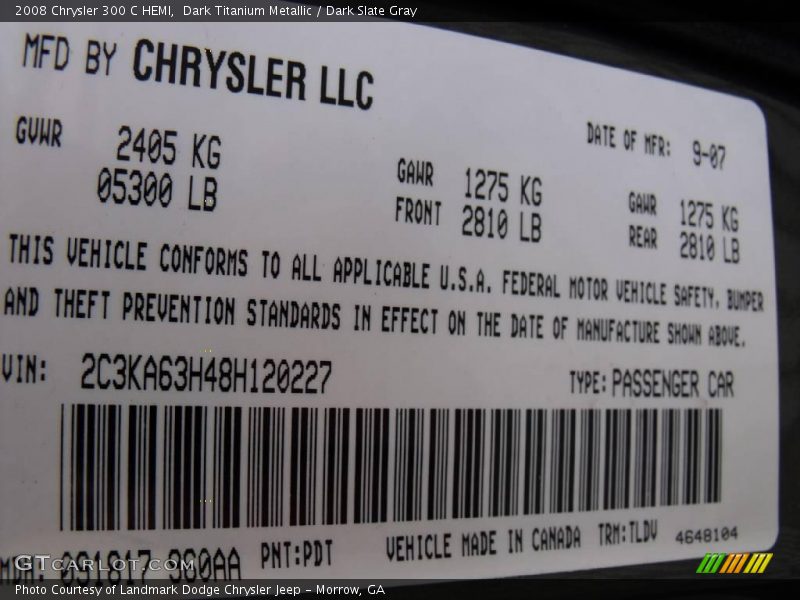 2008 Chrysler 300 C HEMI, Dark Titanium Metallic / Dark Slate Gray
MFD BY CHRYSLER LLC
DATE OF MFR: 9-07
GVWR 2405 KG
05300 LB
GAWR 1275 KG
FRONT 2810 LB
GAWR 1275 KG
REAR 2810 LB
THIS VEHICLE CONFORMS TO ALL APPLICABLE U.S.A. FEDERAL MOTOR VEHICLE SAFETY, BUMPER
AND THEFT PREVENTION STANDARDS IN EFFECT ON THE DATE OF MANUFACTURE SHOWN ABOVE.
VIN: 2C3KA63H48H120227
TYPE: PASSENGER CAR
MDH: 091817 360AA PNT:PDT VEHICLE MADE IN CANADA TRM:TLDV 4648104
GTCarLot.com
Photo Courtesy of Landmark Dodge Chrysler Jeep – Morrow, GA